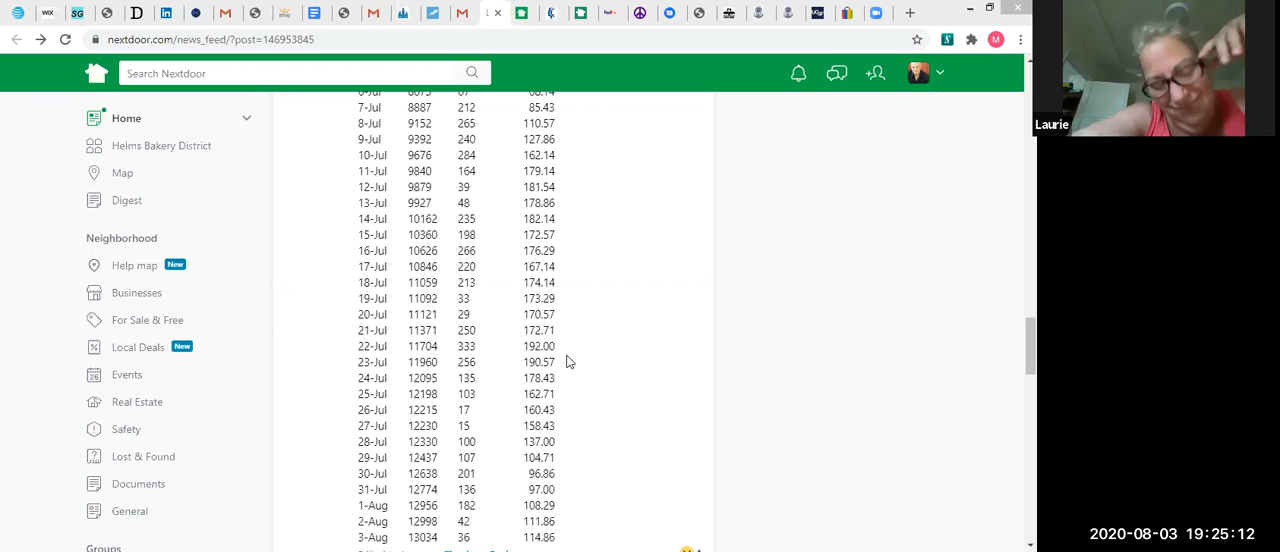 WIX SG D in me UC
nextdoor.com/news_feed/?post=146953845
M
Search Nextdoor
Home
Helms Bakery District
Map
Digest
Neighborhood
Help map New
Businesses
For Sale & Free
Local Deals New
Events
Real Estate
Safety
Lost & Found
Documents
General
Groups
7-Jul 8887 212 85.43
8-Jul 9152 265 110.57
9-Jul 9392 240 127.86
10-Jul 9676 284 162.14
11-Jul 9840 164 179.14
12-Jul 9879 39 181.54
13-Jul 9927 48 178.86
14-Jul 10162 235 182.14
15-Jul 10360 198 172.57
16-Jul 10626 266 176.29
17-Jul 10846 220 167.14
18-Jul 11059 213 174.14
19-Jul 11092 33 173.29
20-Jul 11121 29 170.57
21-Jul 11371 250 172.71
22-Jul 11704 333 192.00
23-Jul 11960 256 190.57
24-Jul 12095 135 178.43
25-Jul 12198 103 162.71
26-Jul 12215 17 160.43
27-Jul 12230 15 158.43
28-Jul 12330 100 137.00
29-Jul 12437 107 104.71
30-Jul 12638 201 96.86
31-Jul 12774 136 97.00
1-Aug 12956 182 108.29
2-Aug 12998 42 111.86
3-Aug 13034 36 114.86
Laurie
2020-08-03 19:25:12